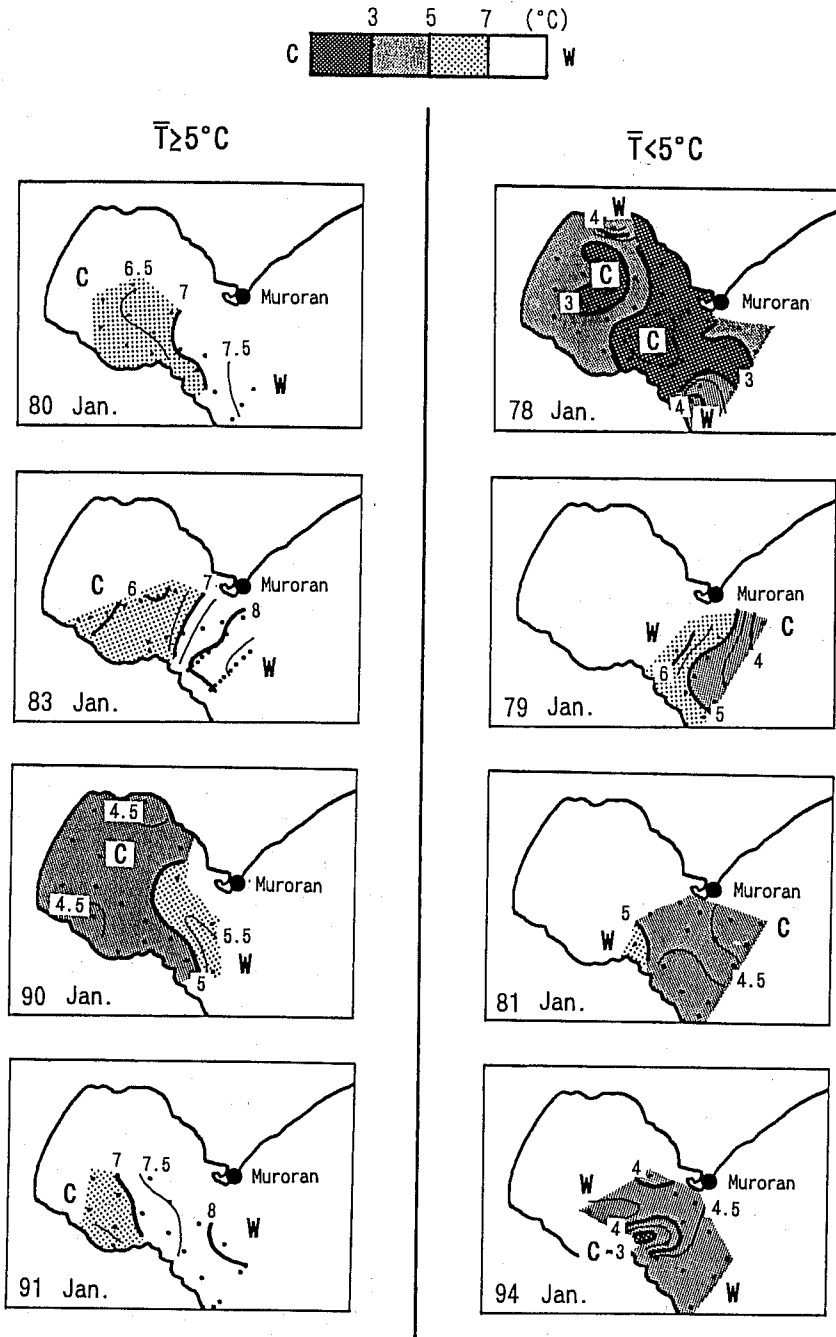 3 5 7 (°C)
C W
T̅≥5°C
T̅<5°C
C
6.5
7
Muroran
7.5
W
80 Jan.
4
W
C
3
Muroran
C
3
4
W
78 Jan.
C
6
7
Muroran
8
W
83 Jan.
Muroran
W
C
6
4
5
79 Jan.
4.5
C
Muroran
4.5
5.5
W
5
90 Jan.
Muroran
5
C
W
4.5
81 Jan.
7
7.5
Muroran
C
8
W
91 Jan.
4
Muroran
W
4.5
4
C
3
W
94 Jan.